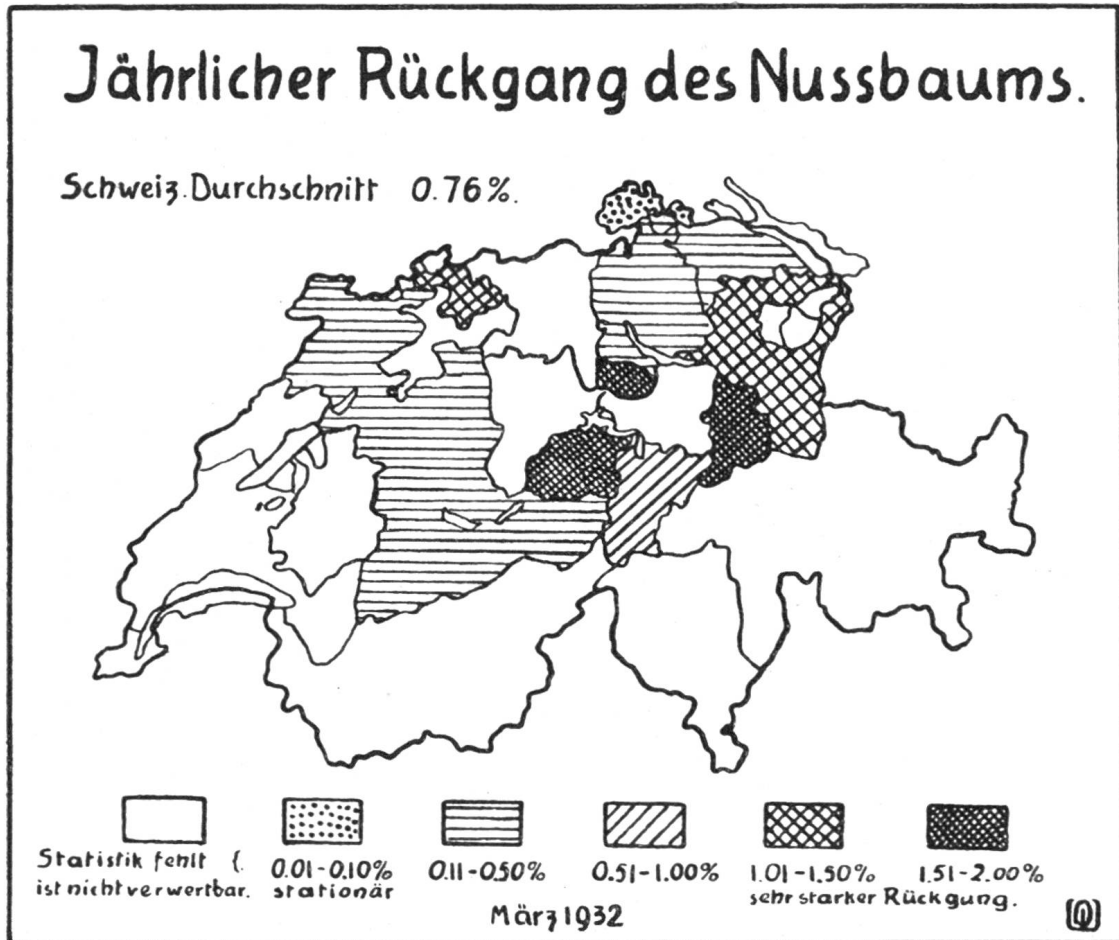 Jährlicher Rückgang des Nussbaums.
Schweiz. Durchschnitt 0.76%.
Statistik fehlt
ist nicht verwertbar.
0.01-0.10%
stationär
0.11-0.50%
0.51-1.00%
1.01-1.50%
1.51-2.00%
sehr starker Rückgung.
März 1932